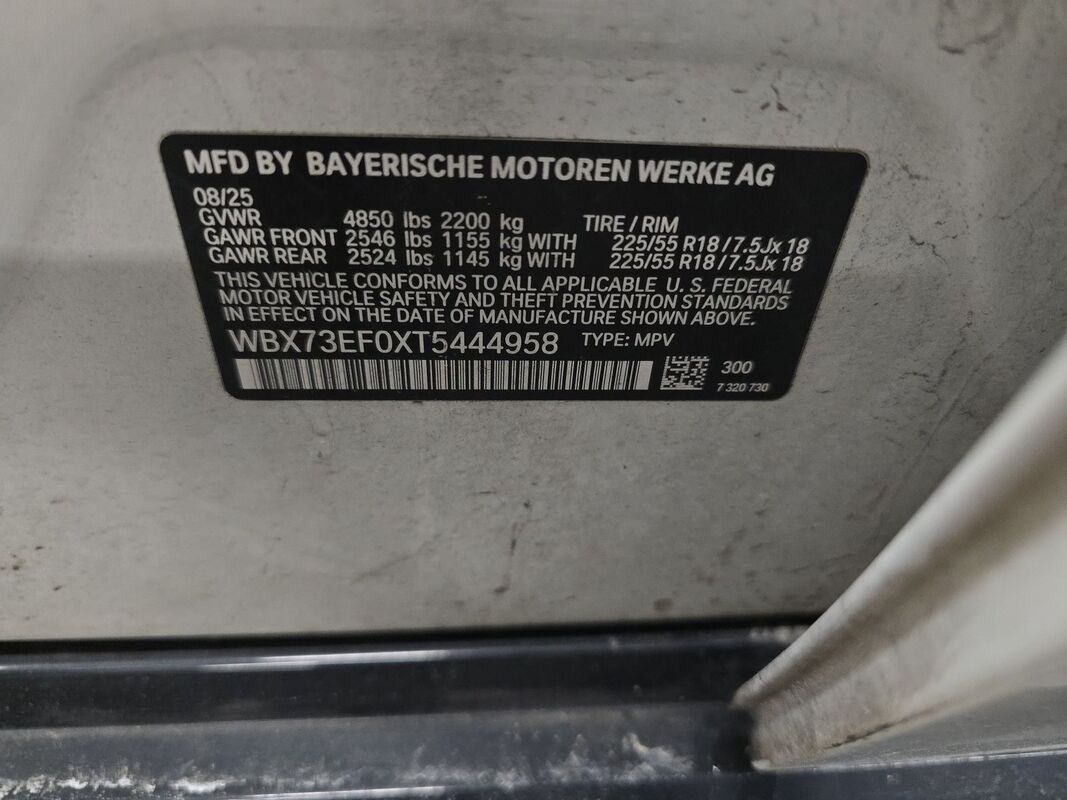 MFD BY BAYERISCHE MOTOREN WERKE AG
08/25
GVWR 4850 lbs 2200 kg TIRE / RIM
GAWR FRONT 2546 lbs 1155 kg WITH 225/55 R18 / 7.5Jx 18
GAWR REAR 2524 lbs 1145 kg WITH 225/55 R18 / 7.5Jx 18
THIS VEHICLE CONFORMS TO ALL APPLICABLE U. S. FEDERAL
MOTOR VEHICLE SAFETY AND THEFT PREVENTION STANDARDS
IN EFFECT ON THE DATE OF MANUFACTURE SHOWN ABOVE.
WBX73EF0XT5444958 TYPE: MPV
300
7 320 730